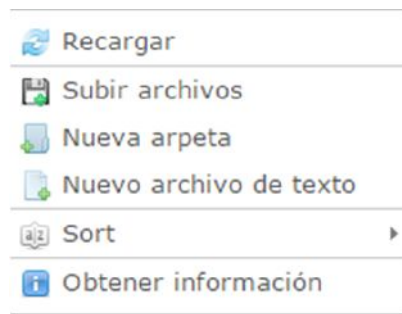 Recargar
Subir archivos
Nueva arpeta
Nuevo archivo de texto
Sort
Obtener información